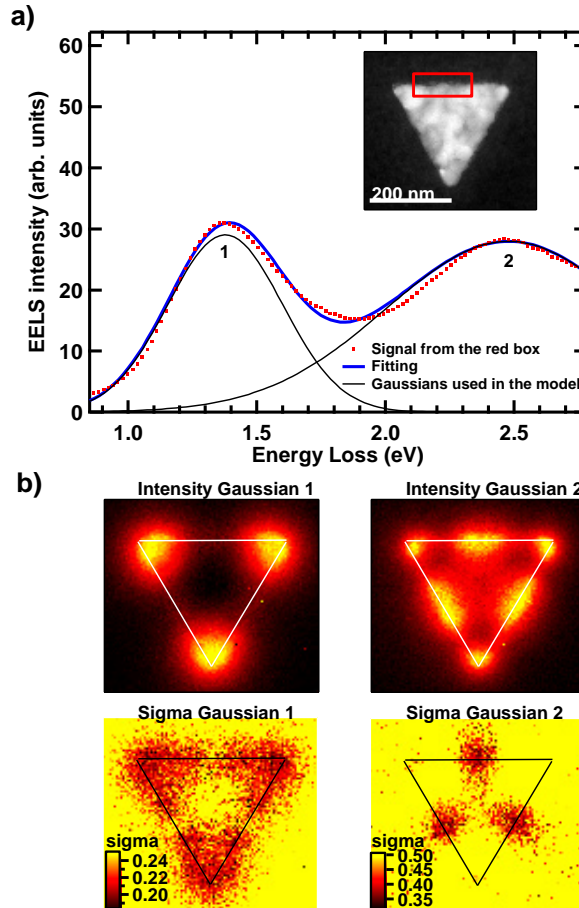 a)
60
50
40
30
20
10
0
EELS intensity (arb. units)
200 nm
1
2
Signal from the red box
Fitting
Gaussians used in the model
1.0
1.5
2.0
2.5
Energy Loss (eV)
b)
Intensity Gaussian 1
Intensity Gaussian 2
Sigma Gaussian 1
Sigma Gaussian 2
sigma
0.24
0.22
0.20
sigma
0.50
0.45
0.40
0.35